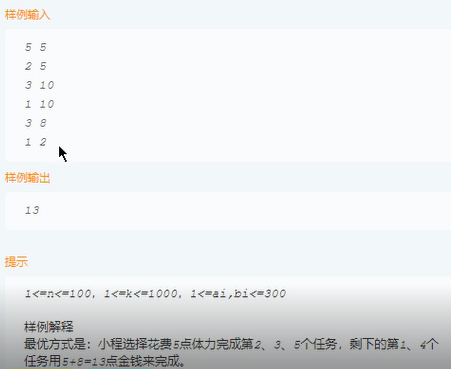 样例输入
5 5
2 5
3 10
1 10
3 8
1 2
样例输出
13
提示
1<=n<=100, 1<=k<=1000, 1<=ai,bi<=300
样例解释
最优方式是：小程选择花费5点体力完成第2、3、5个任务，剩下的第1、4个
任务用5+8=13点金钱来完成。